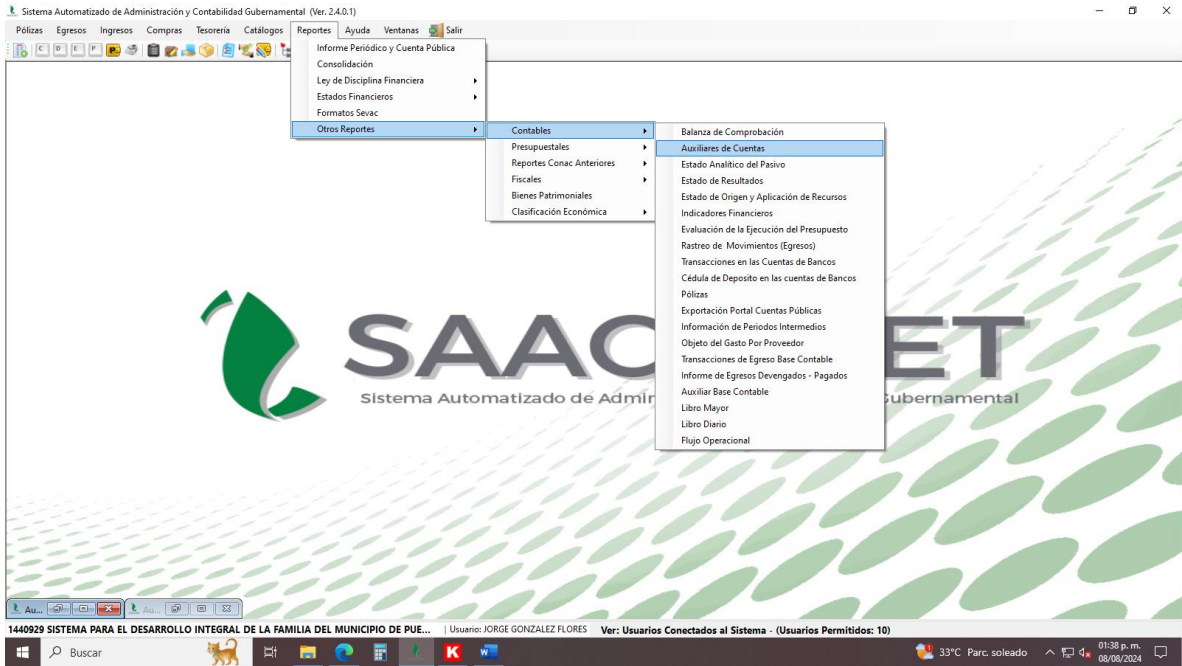 Sistema Automatizado de Administración y Contabilidad Gubernamental (Ver. 2.4.0.1)
Pólizas Egresos Ingresos Compras Tesorería Catálogos Reportes Ayuda Ventanas Salir
C D E P P
Informe Periódico y Cuenta Pública
Consolidación
Ley de Disciplina Financiera
Estados Financieros
Formatos Sevac
Otros Reportes
Contables
Presupuestales
Reportes Conac Anteriores
Fiscales
Bienes Patrimoniales
Clasificación Económica
Balanza de Comprobación
Auxiliares de Cuentas
Estado Analítico del Pasivo
Estado de Resultados
Estado de Origen y Aplicación de Recursos
Indicadores Financieros
Evaluación de la Ejecución del Presupuesto
Rastreo de Movimientos (Egresos)
Transacciones en las Cuentas de Bancos
Cédula de Deposito en las cuentas de Bancos
Pólizas
Exportación Portal Cuentas Públicas
Información de Periodos Intermedios
Objeto del Gasto Por Proveedor
Transacciones de Egreso Base Contable
Informe de Egresos Devengados - Pagados
Auxiliar Base Contable
Libro Mayor
Libro Diario
Flujo Operacional
SAAC ET
Sistema Automatizado de Admin ubernamental
Au... Au...
1440929 SISTEMA PARA EL DESARROLLO INTEGRAL DE LA FAMILIA DEL MUNICIPIO DE PUE... | Usuario: JORGE GONZALEZ FLORES Ver: Usuarios Conectados al Sistema - (Usuarios Permitidos: 10)
Buscar K W 33°C Parc. soleado 01:38 p. m.
08/08/2024